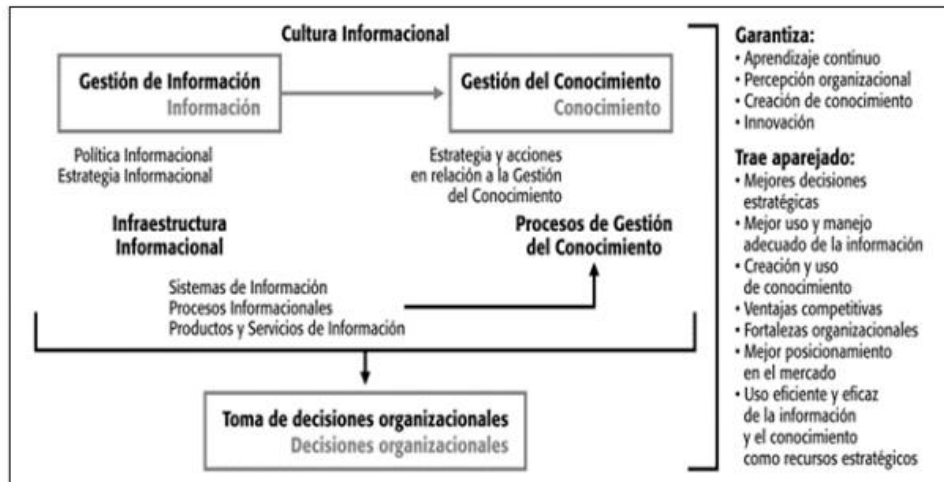 Cultura Informacional
Gestión de Información
Información
Gestión del Conocimiento
Conocimiento
Política Informacional
Estrategia Informacional
Estrategia y acciones
en relación a la Gestión
del Conocimiento
Infraestructura
Informacional
Procesos de Gestión
del Conocimiento
Sistemas de Información
Procesos Informacionales
Productos y Servicios de Información
Toma de decisiones organizacionales
Decisiones organizacionales
Garantiza:
• Aprendizaje continuo
• Percepción organizacional
• Creación de conocimiento
• Innovación
Trae aparejado:
• Mejores decisiones
estratégicas
• Mejor uso y manejo
adecuado de la información
• Creación y uso
de conocimiento
• Ventajas competitivas
• Fortalezas organizacionales
• Mejor posicionamiento
en el mercado
• Uso eficiente y eficaz
de la información
y el conocimiento
como recursos estratégicos